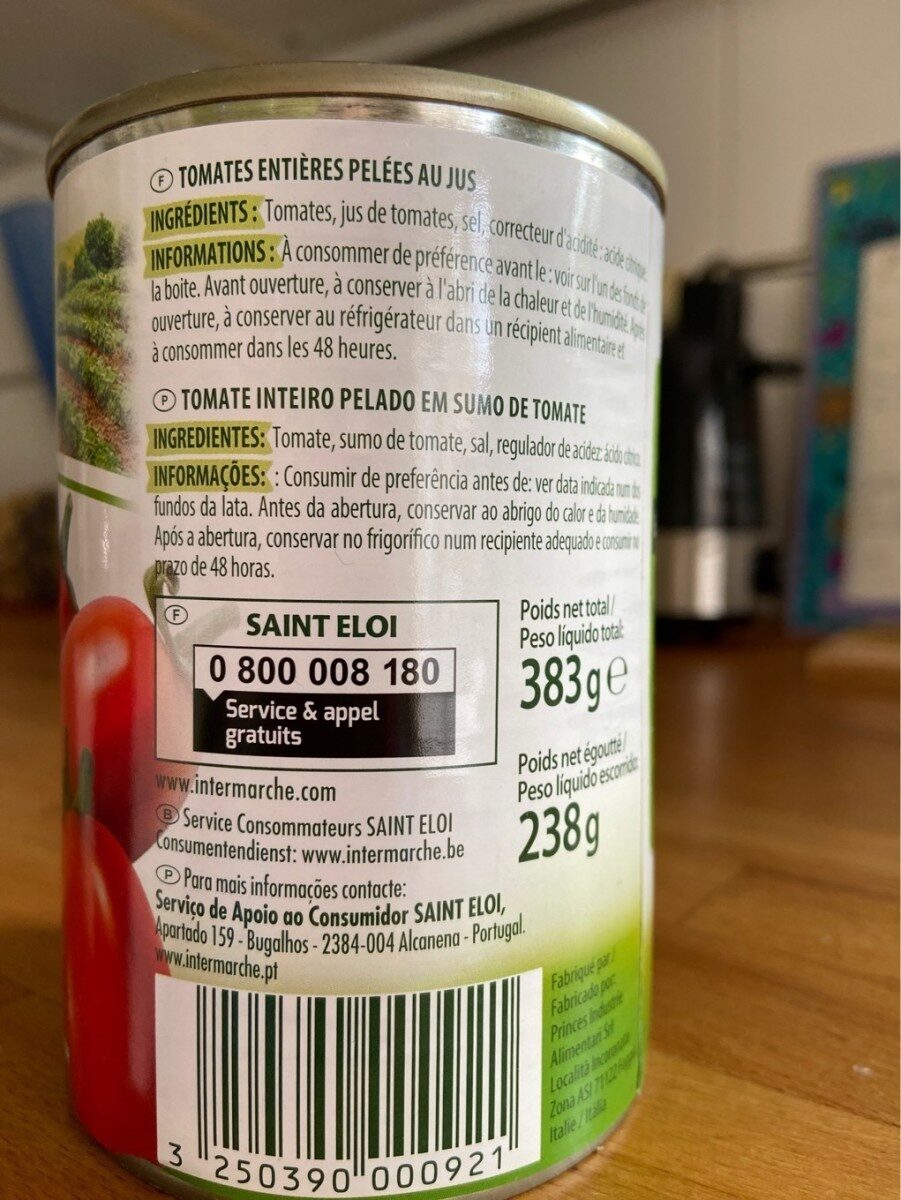 F TOMATES ENTIÈRES PELÉES AU JUS
INGRÉDIENTS : Tomates, jus de tomates, sel, correcteur d'acidité : acide citrique
INFORMATIONS : À consommer de préférence avant le : voir sur l'un des fonds de
la boite. Avant ouverture, à conserver à l'abri de la chaleur et de l'humidité. Après
ouverture, à conserver au réfrigérateur dans un récipient alimentaire et
à consommer dans les 48 heures.
P TOMATE INTEIRO PELADO EM SUMO DE TOMATE
INGREDIENTES: Tomate, sumo de tomate, sal, regulador de acidez: ácido cítrico.
INFORMAÇÕES: : Consumir de preferência antes de: ver data indicada num dos
fundos da lata. Antes da abertura, conservar ao abrigo do calor e da humidade.
Após a abertura, conservar no frigorífico num recipiente adequado e consumir no
prazo de 48 horas.
F
SAINT ELOI
0 800 008 180
Service & appel
gratuits
Poids net total /
Peso líquido total:
383g e
Poids net égoutté /
Peso líquido escorrido:
238g
www.intermarche.com
B Service Consommateurs SAINT ELOI
Consumentendienst: www.intermarche.be
P Para mais informações contacte:
Serviço de Apoio ao Consumidor SAINT ELOI,
Apartado 159 - Bugalhos - 2384-004 Alcanena - Portugal.
www.intermarche.pt
Fabriqué par /
Fabricado por:
Princes Industrie
Alimentari Srl
Località Incoronata
Zona ASI 71122
Italie / Itália
3 250390 000921